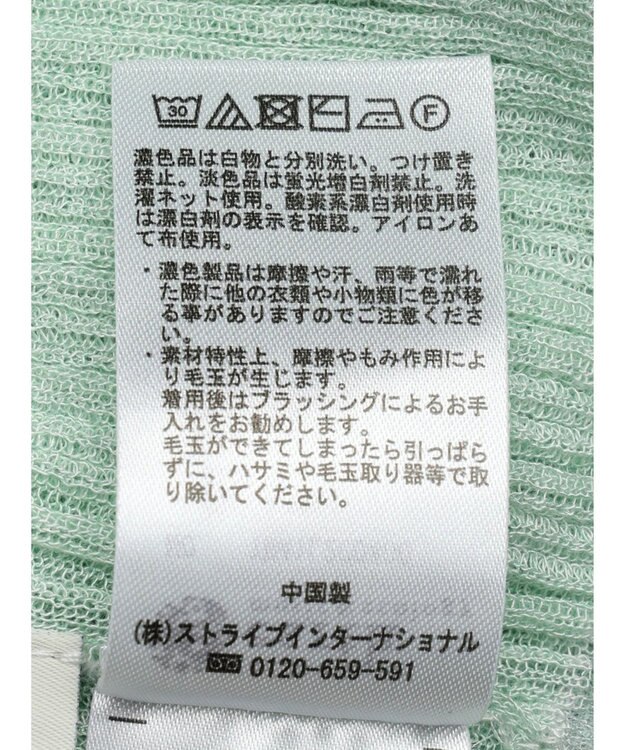 30 F
濃色品は白物と分別洗い。つけ置き
禁止。淡色品は蛍光増白剤禁止。洗
濯ネット使用。酸素系漂白剤使用時
は漂白剤の表示を確認。アイロンあ
て布使用。
・濃色製品は摩擦や汗、雨等で濡れ
た際に他の衣類や小物類に色が移
る事がありますのでご注意くださ
い。
・素材特性上、摩擦やもみ作用によ
り毛玉が生じます。
着用後はブラッシングによるお手
入れをお勧めします。
毛玉ができてしまったら引っぱら
ずに、ハサミや毛玉取り器等で取
り除いてください。
中国製
(株)ストライプインターナショナル
0120-659-591